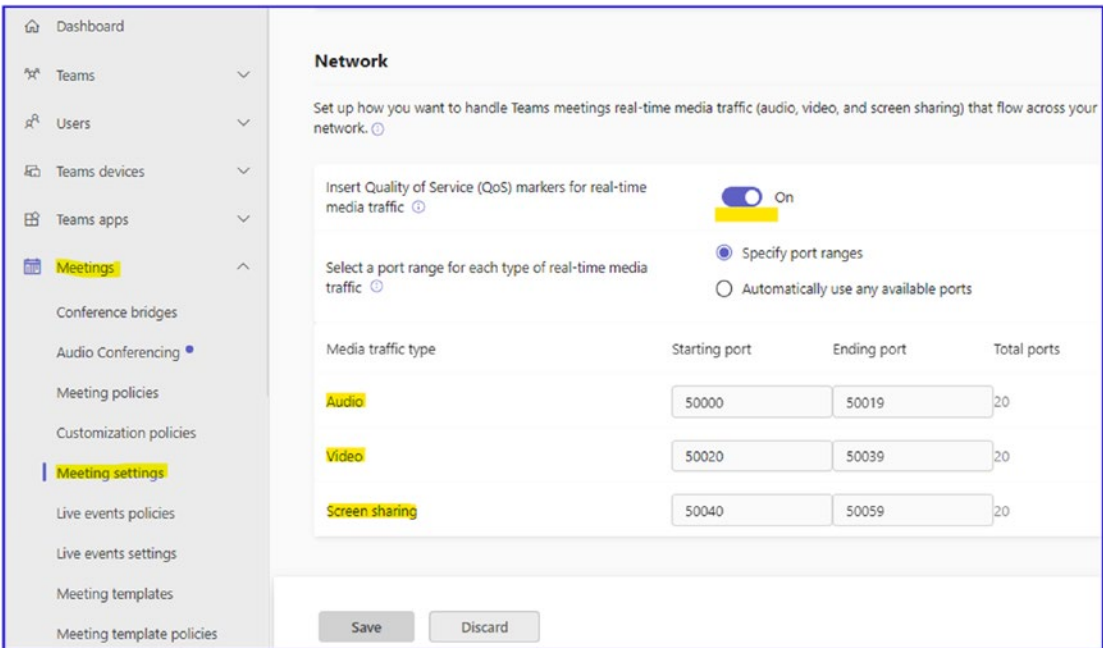 Dashboard
Teams
Users
Teams devices
Teams apps
Meetings
Conference bridges
Audio Conferencing
Meeting policies
Customization policies
Meeting settings
Live events policies
Live events settings
Meeting templates
Meeting template policies
Network
Set up how you want to handle Teams meetings real-time media traffic (audio, video, and screen sharing) that flow across your
network.
Insert Quality of Service (QoS) markers for real-time
media traffic
On
Select a port range for each type of real-time media
traffic
Specify port ranges
Automatically use any available ports
Media traffic type Starting port Ending port Total ports
Audio 50000 50019 20
Video 50020 50039 20
Screen sharing 50040 50059 20
Save Discard